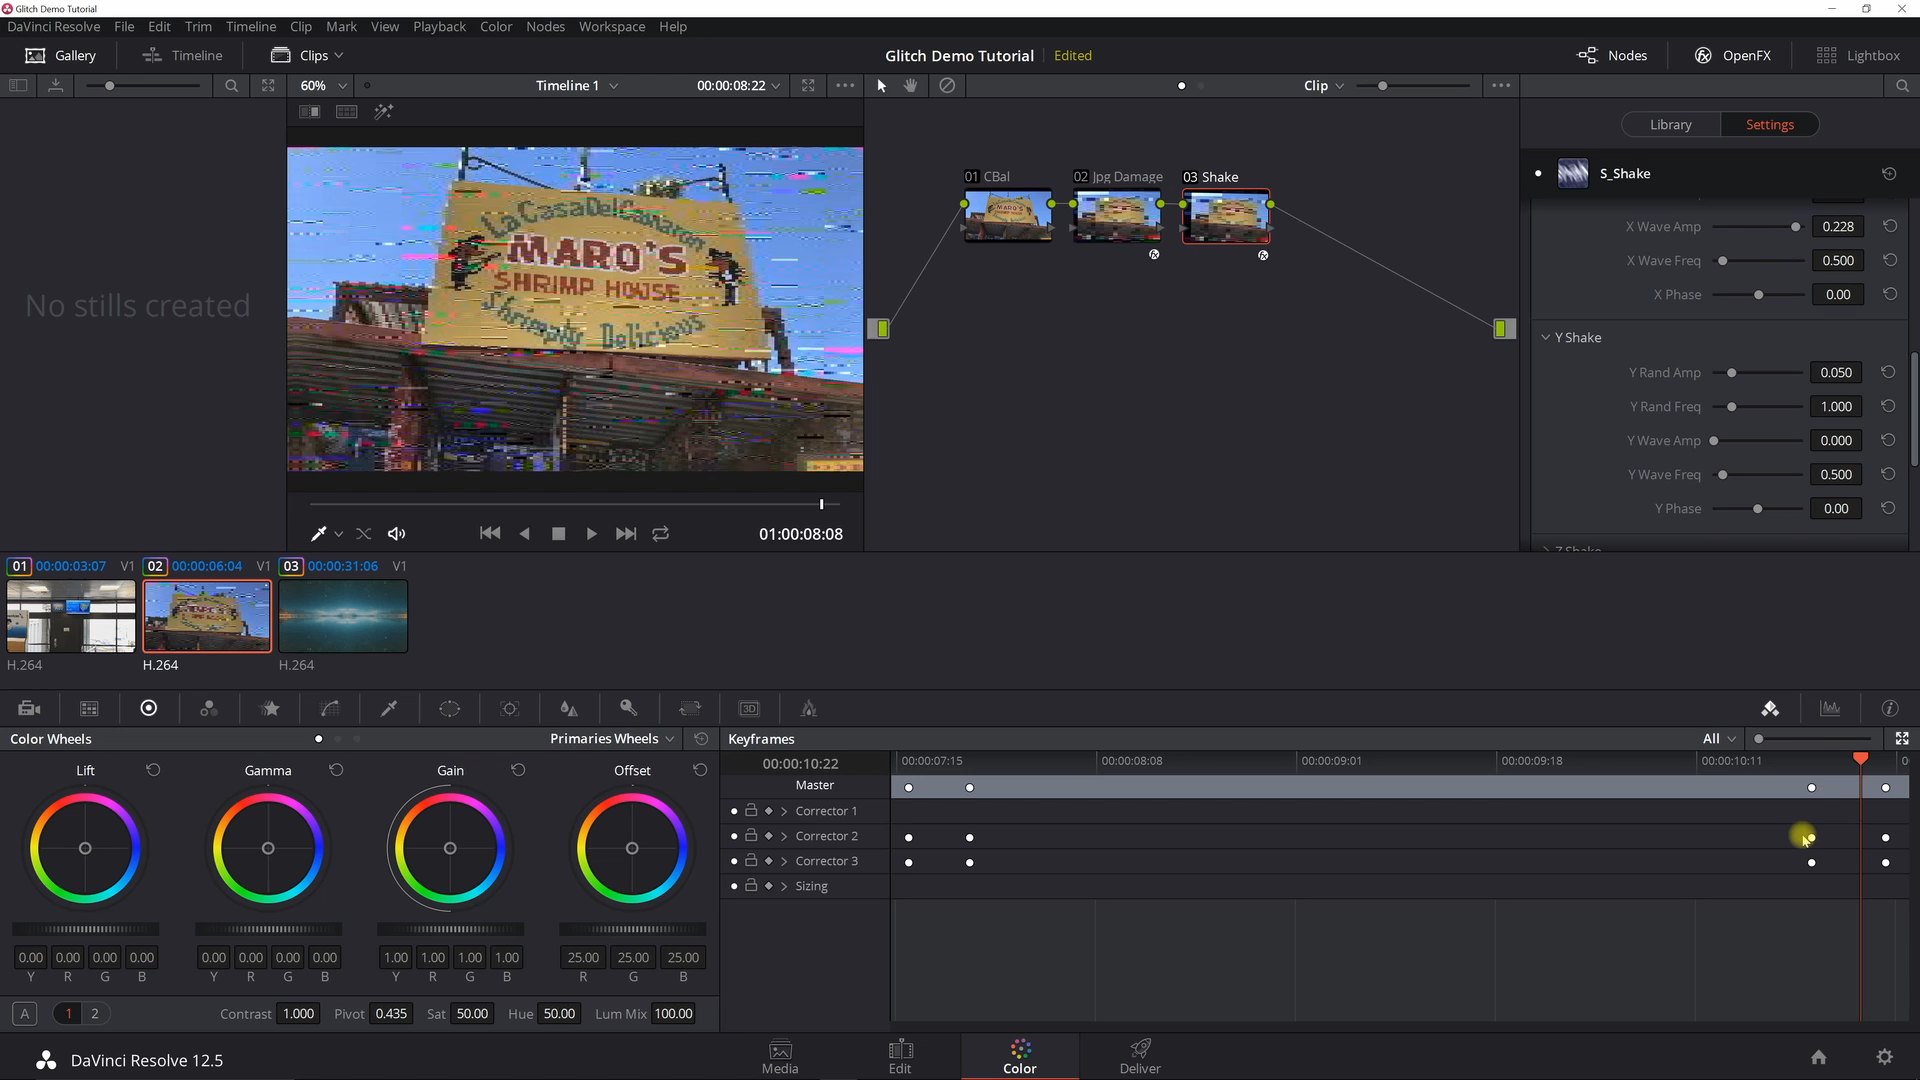 Glitch Demo Tutorial
DaVinci Resolve File Edit Trim Timeline Clip Mark View Playback Color Nodes Workspace Help
Gallery Timeline Clips Glitch Demo Tutorial Edited Nodes OpenFX Lightbox
60% Timeline 1 00:00:08:22 Clip
Library Settings
S_Shake
01 CBal 02 Jpg Damage 03 Shake
X Wave Amp 0.228
X Wave Freq 0.500
X Phase 0.00
Y Shake
Y Rand Amp 0.050
Y Rand Freq 1.000
Y Wave Amp 0.000
Y Wave Freq 0.500
Y Phase 0.00
Z Shake
No stills created
La Casa Del Camaron
MARO'S
SHRIMP HOUSE
Delicious
01:00:08:08
01 00:00:03:07 V1 02 00:00:06:04 V1 03 00:00:31:06 V1
H.264 H.264 H.264
3D
Color Wheels Primaries Wheels
Lift Gamma Gain Offset
0.00 0.00 0.00 0.00 0.00 0.00 0.00 0.00 1.00 1.00 1.00 1.00 25.00 25.00 25.00
Y R G B Y R G B Y R G B R G B
A 1 2 Contrast 1.000 Pivot 0.435 Sat 50.00 Hue 50.00 Lum Mix 100.00
Keyframes All
00:00:10:22 00:00:07:15 00:00:08:08 00:00:09:01 00:00:09:18 00:00:10:11 0
Master
Corrector 1
Corrector 2
Corrector 3
Sizing
DaVinci Resolve 12.5 Media Edit Color Deliver